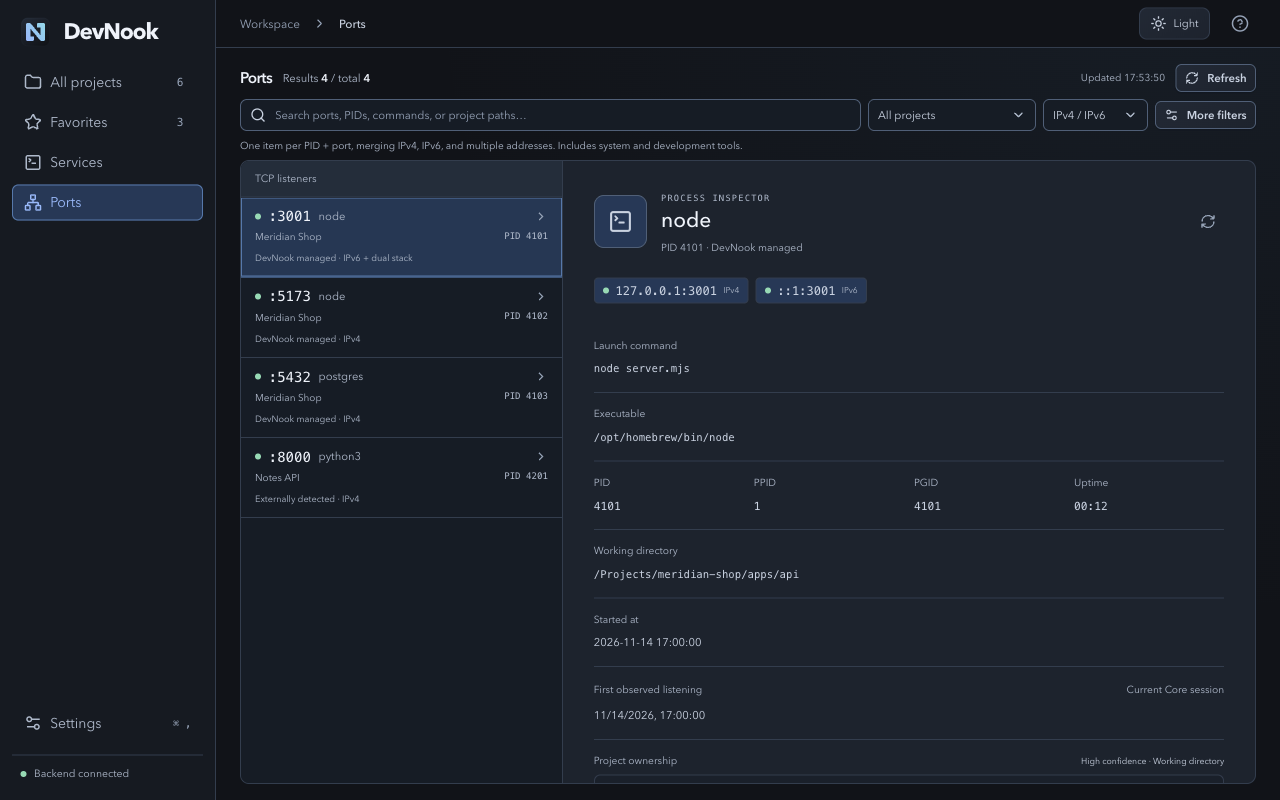 DevNook
All projects 6
Favorites 3
Services
Ports
Settings ⌘ ,
Backend connected
Workspace > Ports
Light
Ports Results 4 / total 4
Updated 17:53:50
Refresh
Search ports, PIDs, commands, or project paths…
All projects
IPv4 / IPv6
More filters
One item per PID + port, merging IPv4, IPv6, and multiple addresses. Includes system and development tools.
TCP listeners
:3001 node
Meridian Shop PID 4101
DevNook managed · IPv6 + dual stack
:5173 node
Meridian Shop PID 4102
DevNook managed · IPv4
:5432 postgres
Meridian Shop PID 4103
DevNook managed · IPv4
:8000 python3
Notes API PID 4201
Externally detected · IPv4
PROCESS INSPECTOR
node
PID 4101 · DevNook managed
127.0.0.1:3001 IPv4
::1:3001 IPv6
Launch command
node server.mjs
Executable
/opt/homebrew/bin/node
PID PPID PGID Uptime
4101 1 4101 00:12
Working directory
/Projects/meridian-shop/apps/api
Started at
2026-11-14 17:00:00
First observed listening Current Core session
11/14/2026, 17:00:00
Project ownership High confidence · Working directory